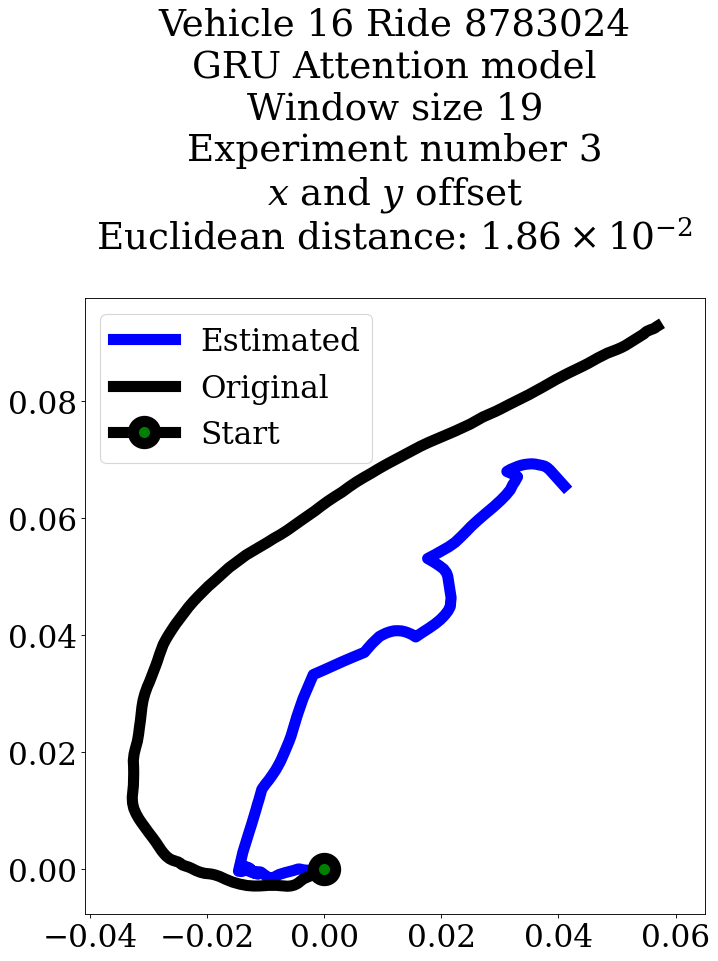 Vehicle 16 Ride 8783024
GRU Attention model
Window size 19
Experiment number 3
x and y offset
Euclidean distance: 1.86 × 10⁻²
Estimated
Original
Start
0.08
0.06
0.04
0.02
0.00
−0.04 −0.02 0.00 0.02 0.04 0.06